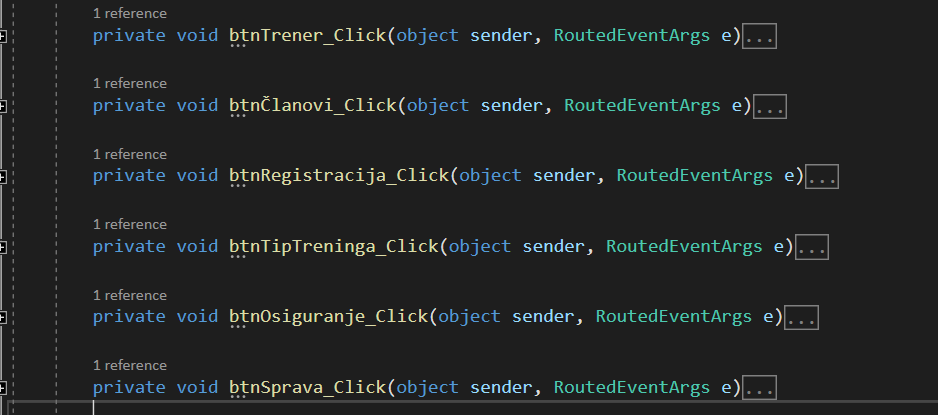 1 reference
private void btnTrener_Click(object sender, RoutedEventArgs e)...
1 reference
private void btnČlanovi_Click(object sender, RoutedEventArgs e)...
1 reference
private void btnRegistracija_Click(object sender, RoutedEventArgs e)...
1 reference
private void btnTipTreninga_Click(object sender, RoutedEventArgs e)...
1 reference
private void btnOsiguranje_Click(object sender, RoutedEventArgs e)...
1 reference
private void btnSprava_Click(object sender, RoutedEventArgs e)...